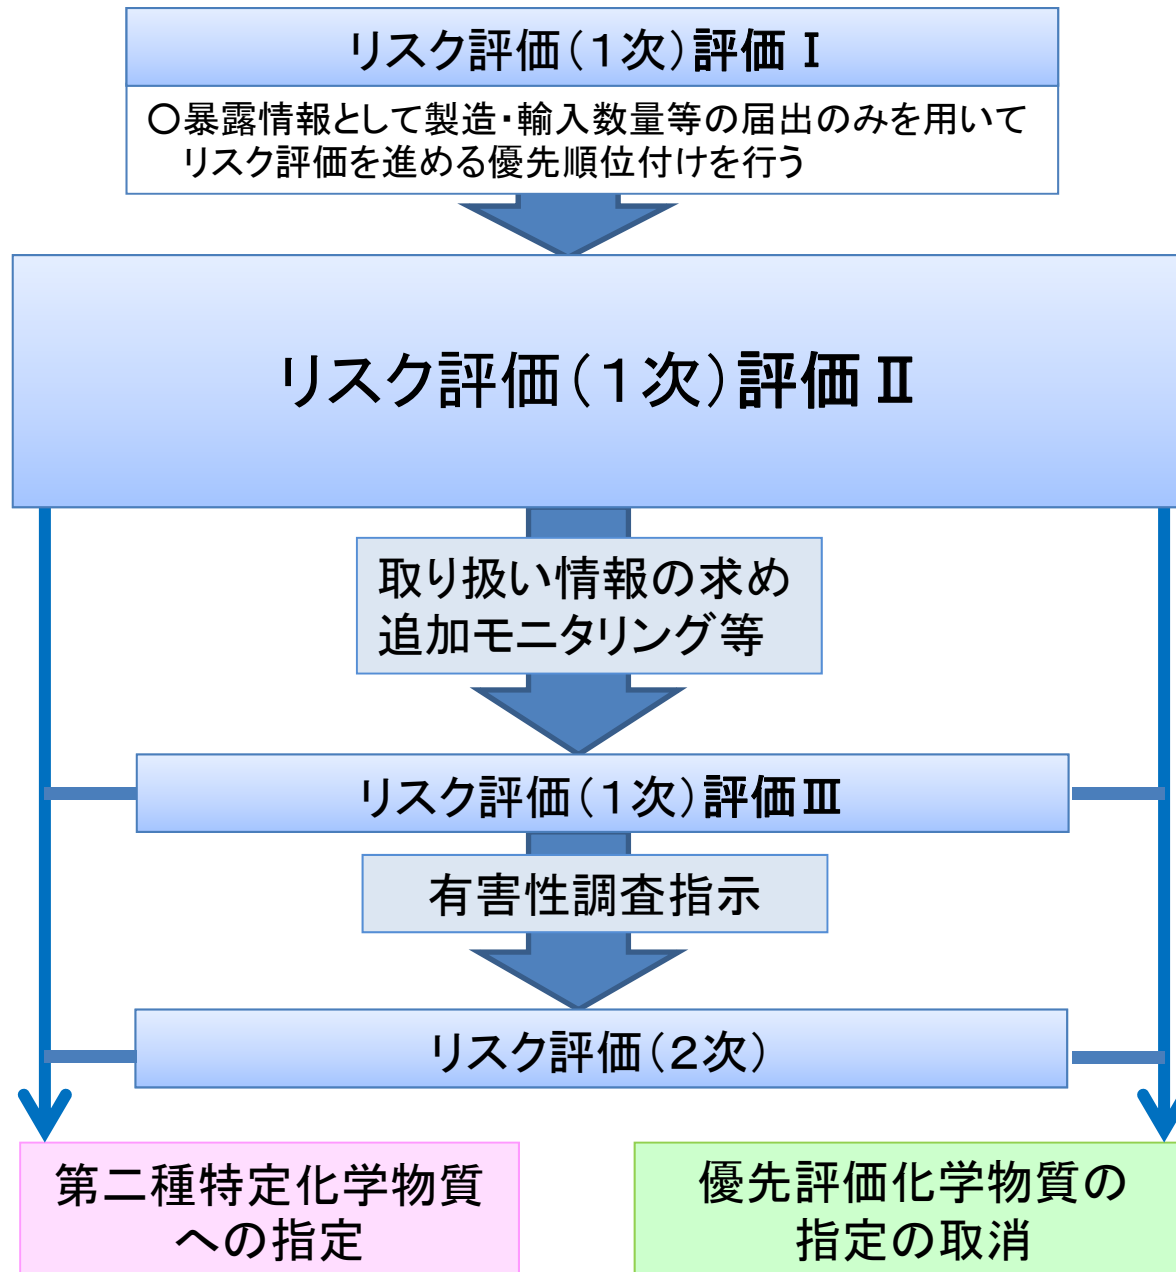 リスク評価（１次）評価Ⅰ
○暴露情報として製造・輸入数量等の届出のみを用いて
リスク評価を進める優先順位付けを行う
リスク評価（１次）評価Ⅱ
取り扱い情報の求め
追加モニタリング等
リスク評価（１次）評価Ⅲ
有害性調査指示
リスク評価（２次）
第二種特定化学物質
への指定
優先評価化学物質の
指定の取消